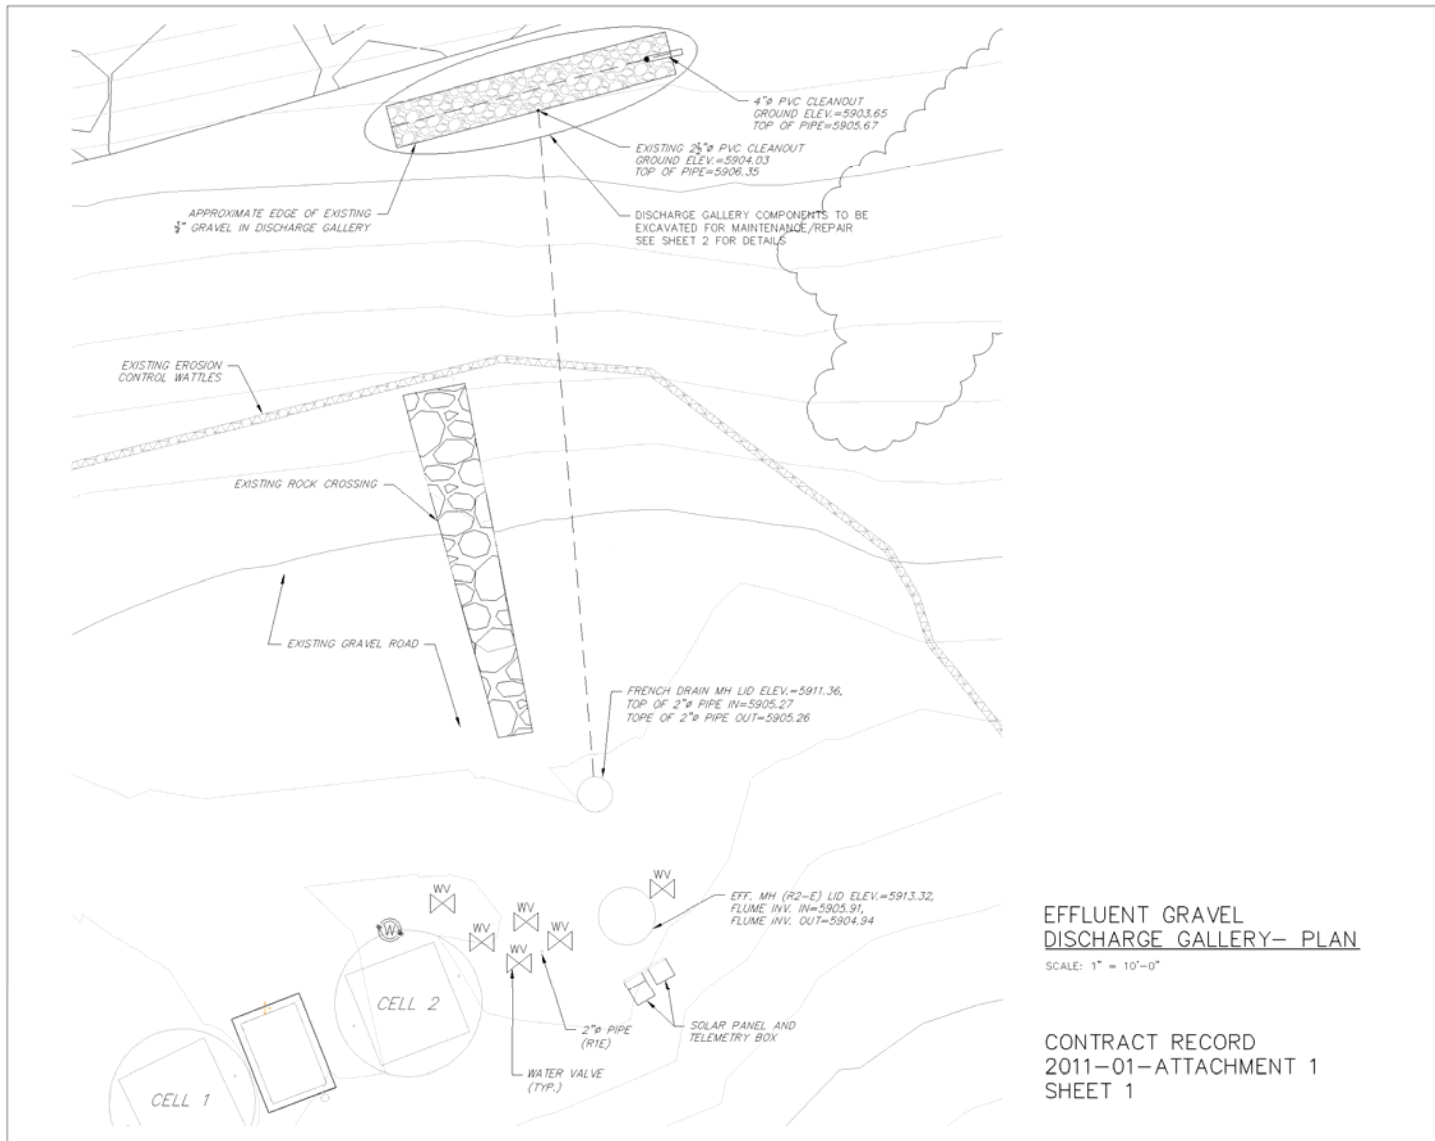 4"ø PVC CLEANOUT
GROUND ELEV.=5903.65
TOP OF PIPE=5905.67
EXISTING 2½"ø PVC CLEANOUT
GROUND ELEV.=5904.03
TOP OF PIPE=5906.35
APPROXIMATE EDGE OF EXISTING
GRAVEL IN DISCHARGE GALLERY
DISCHARGE GALLERY COMPONENTS TO BE
EXCAVATED FOR MAINTENANCE/REPAIR
SEE SHEET 2 FOR DETAILS
EXISTING EROSION
CONTROL WATTLES
EXISTING ROCK CROSSING
EXISTING GRAVEL ROAD
FRENCH DRAIN MH LID ELEV.=5911.36,
TOP OF 2"ø PIPE IN=5905.27
TOPE OF 2"ø PIPE OUT=5905.26
WV
WV
WV
WV
WV
WV
W
EFF. MH (R2-E) LID ELEV.=5913.32,
FLUME INV. IN=5905.91,
FLUME INV. OUT=5904.94
CELL 2
2"ø PIPE
(R1E)
SOLAR PANEL AND
TELEMETRY BOX
WATER VALVE
(TYP.)
CELL 1
EFFLUENT GRAVEL
DISCHARGE GALLERY- PLAN
SCALE: 1" = 10'-0"
CONTRACT RECORD
2011-01-ATTACHMENT 1
SHEET 1